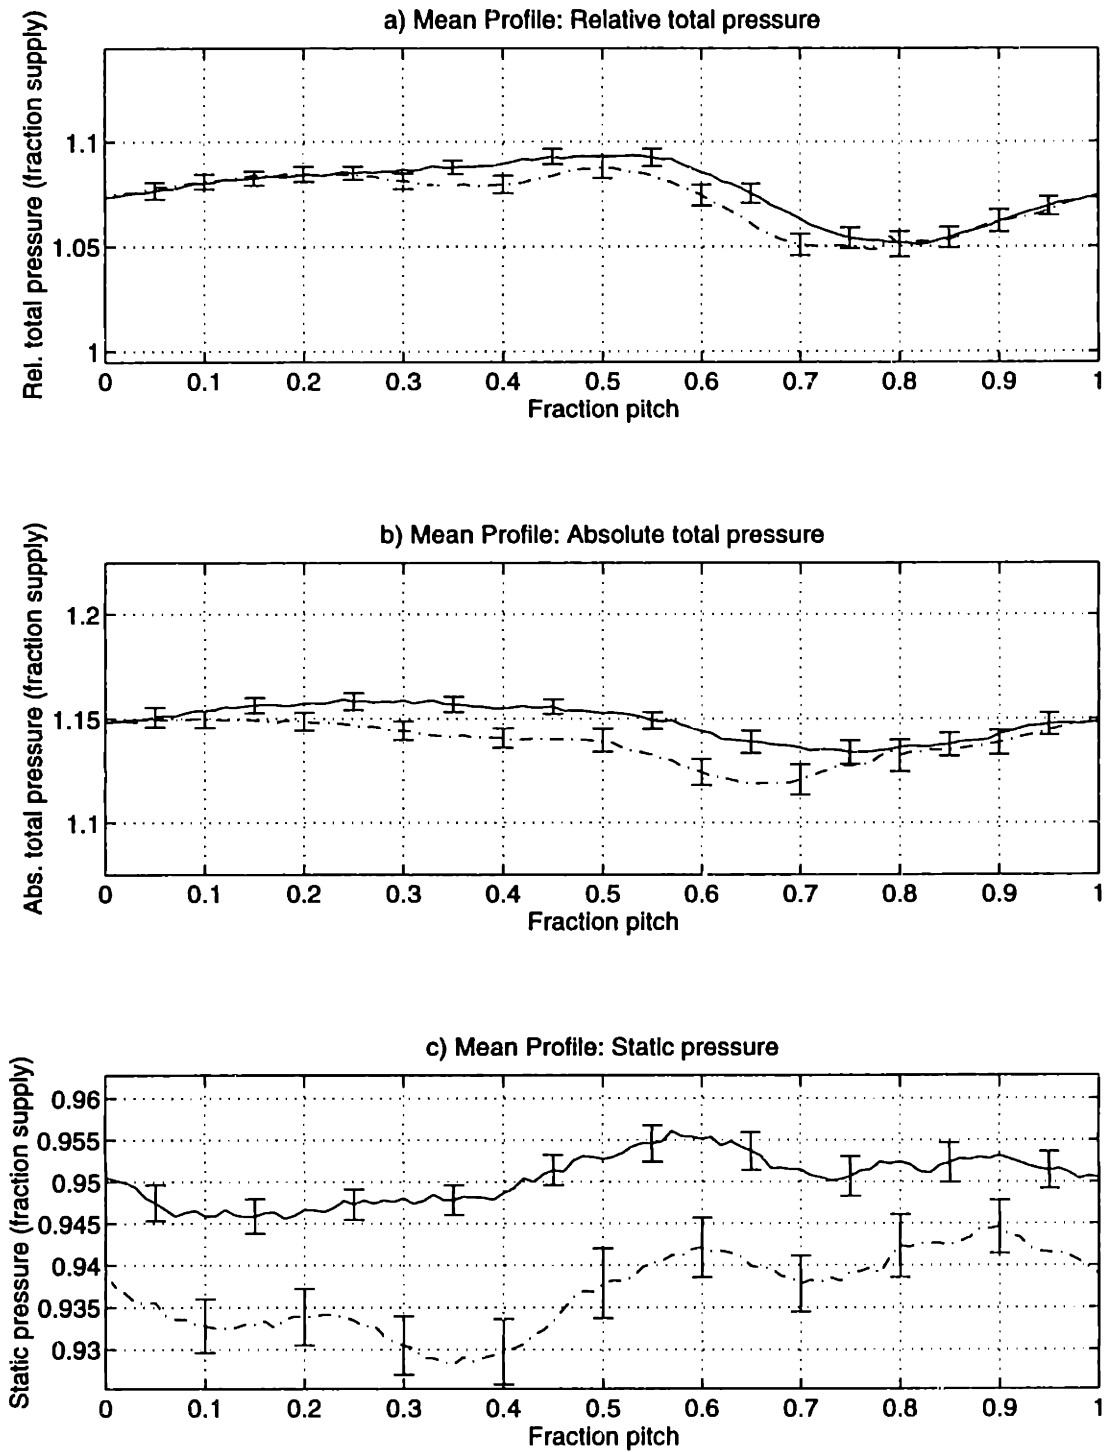 a) Mean Profile: Relative total pressure
Rel. total pressure (fraction supply)
1.1
1.05
1
0 0.1 0.2 0.3 0.4 0.5 0.6 0.7 0.8 0.9 1
Fraction pitch
b) Mean Profile: Absolute total pressure
Abs. total pressure (fraction supply)
1.2
1.15
1.1
0 0.1 0.2 0.3 0.4 0.5 0.6 0.7 0.8 0.9 1
Fraction pitch
c) Mean Profile: Static pressure
Static pressure (fraction supply)
0.96
0.955
0.95
0.945
0.94
0.935
0.93
0 0.1 0.2 0.3 0.4 0.5 0.6 0.7 0.8 0.9 1
Fraction pitch